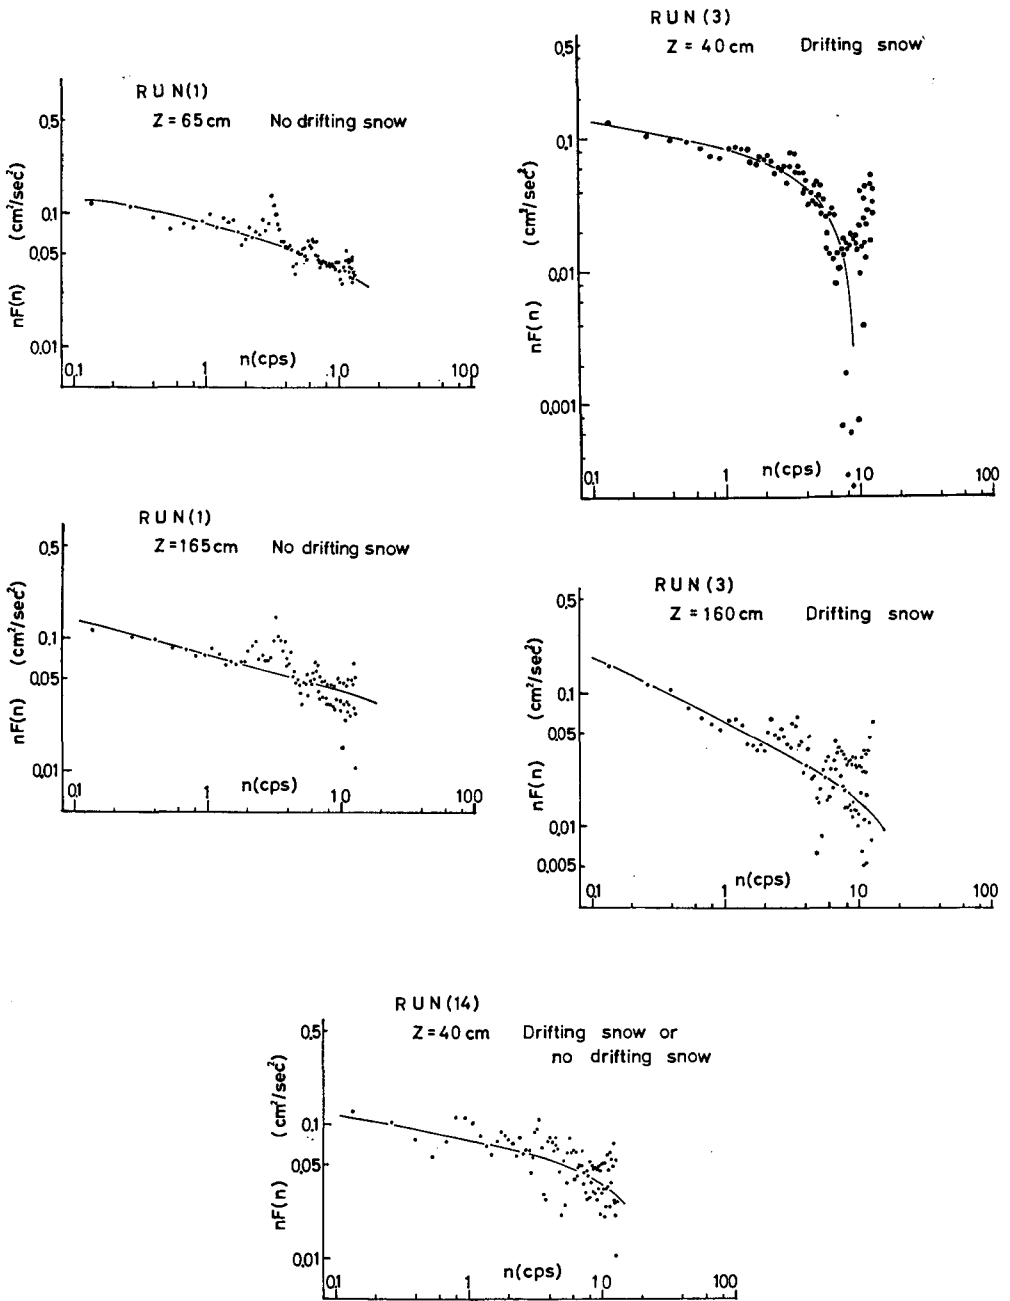 RUN(1)
Z = 65 cm No drifting snow
0.5
0.1
0.05
0.01
nF(n) (cm²/sec²)
n(cps)
0.1 1 10 100
RUN(3)
Z = 40 cm Drifting snow
0.5
0.1
0.01
0.001
nF(n) (cm²/sec²)
n(cps)
0.1 1 10 100
RUN(1)
Z = 165 cm No drifting snow
0.5
0.1
0.05
0.01
nF(n) (cm²/sec²)
n(cps)
0.1 1 10 100
RUN(3)
Z = 160 cm Drifting snow
0.5
0.1
0.05
0.01
0.005
nF(n) (cm²/sec²)
n(cps)
0.1 1 10 100
RUN(14)
Z = 40 cm Drifting snow or
no drifting snow
0.5
0.1
0.05
0.01
nF(n) (cm²/sec²)
n(cps)
0.1 1 10 100